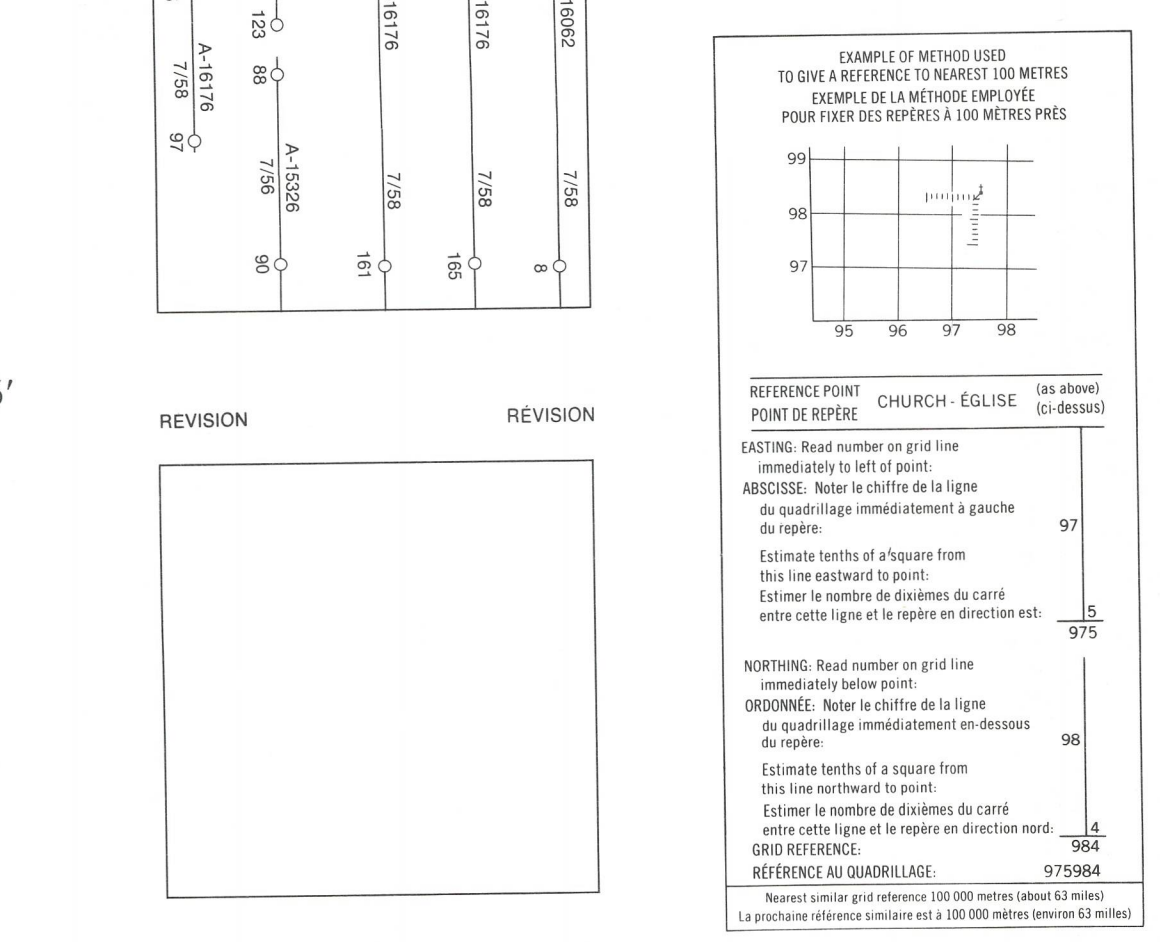 123
16176
16176
16062
A-16176
7/58
97
88
A-15326
7/56
90
7/58
161
7/58
165
7/58
8
REVISION
RÉVISION
EXAMPLE OF METHOD USED
TO GIVE A REFERENCE TO NEAREST 100 METRES
EXEMPLE DE LA MÉTHODE EMPLOYÉE
POUR FIXER DES REPÈRES À 100 MÈTRES PRÈS
99
98
97
95 96 97 98
REFERENCE POINT
POINT DE REPÈRE
CHURCH - ÉGLISE
(as above)
(ci-dessus)
EASTING: Read number on grid line
immediately to left of point:
ABSCISSE: Noter le chiffre de la ligne
du quadrillage immédiatement à gauche
du repère: 97
Estimate tenths of a square from
this line eastward to point:
Estimer le nombre de dixièmes du carré
entre cette ligne et le repère en direction est: 5
975
NORTHING: Read number on grid line
immediately below point:
ORDONNÉE: Noter le chiffre de la ligne
du quadrillage immédiatement en-dessous
du repère: 98
Estimate tenths of a square from
this line northward to point:
Estimer le nombre de dixièmes du carré
entre cette ligne et le repère en direction nord: 4
GRID REFERENCE: 984
RÉFÉRENCE AU QUADRILLAGE: 975984
Nearest similar grid reference 100 000 metres (about 63 miles)
La prochaine référence similaire est à 100 000 mètres (environ 63 milles)